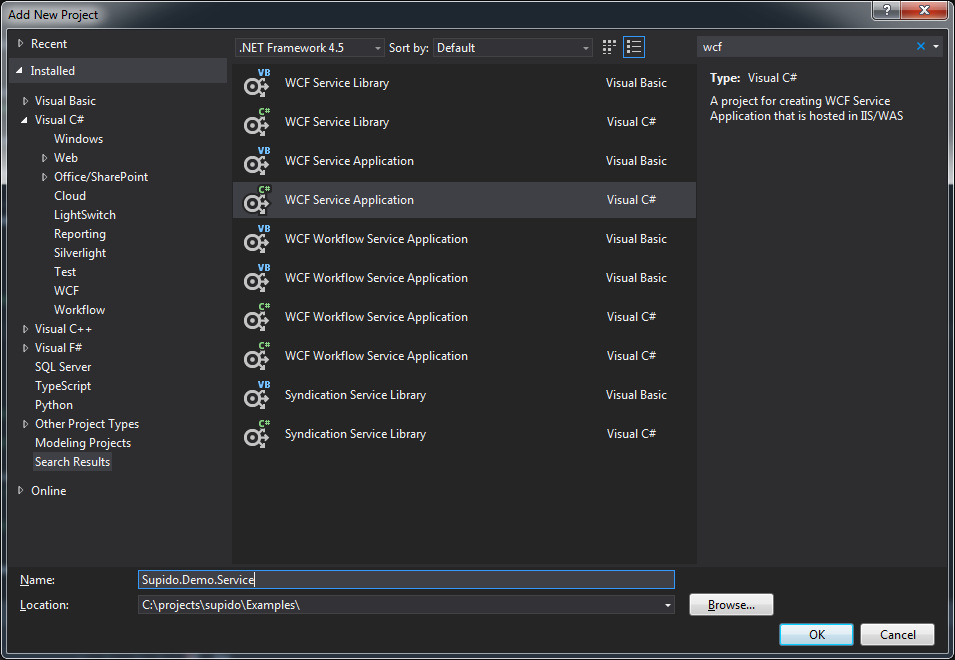 Add New Project
?
Recent
Installed
Visual Basic
Visual C#
Windows
Web
Office/SharePoint
Cloud
LightSwitch
Reporting
Silverlight
Test
WCF
Workflow
Visual C++
Visual F#
SQL Server
TypeScript
Python
Other Project Types
Modeling Projects
Search Results
Online
.NET Framework 4.5 Sort by: Default
VB WCF Service Library Visual Basic
C# WCF Service Library Visual C#
VB WCF Service Application Visual Basic
C# WCF Service Application Visual C#
VB WCF Workflow Service Application Visual Basic
VB WCF Workflow Service Application Visual Basic
C# WCF Workflow Service Application Visual C#
C# WCF Workflow Service Application Visual C#
VB Syndication Service Library Visual Basic
C# Syndication Service Library Visual C#
wcf
Type: Visual C#
A project for creating WCF Service
Application that is hosted in IIS/WAS
Name: Supido.Demo.Service
Location: C:\projects\supido\Examples\
Browse...
OK Cancel